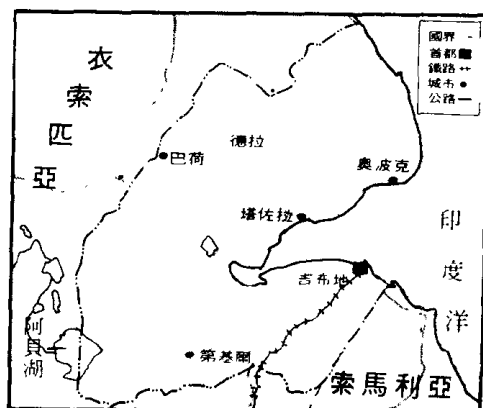 國界
首都
鐵路
城市
公路
衣索匹亞
巴荷
德拉
奧波克
塔佐拉
印度洋
吉布地
阿貝湖
第基爾
索馬利亞